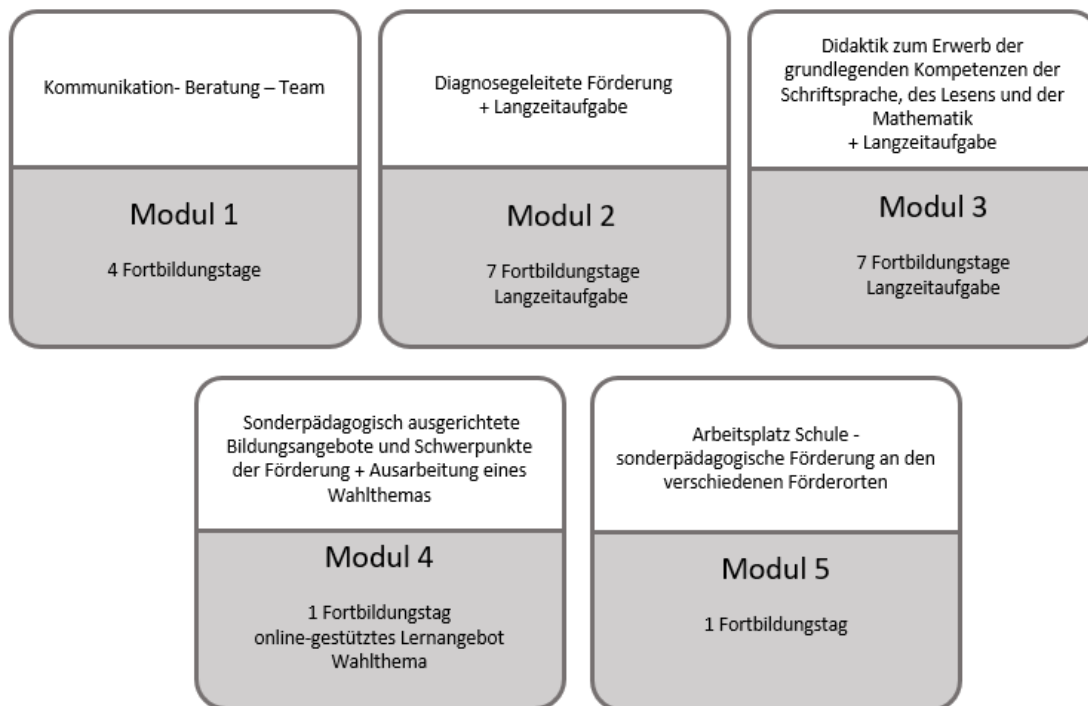 Kommunikation- Beratung – Team
Modul 1
4 Fortbildungstage
Diagnosegeleitete Förderung
+ Langzeitaufgabe
Modul 2
7 Fortbildungstage
Langzeitaufgabe
Didaktik zum Erwerb der
grundlegenden Kompetenzen der
Schriftsprache, des Lesens und der
Mathematik
+ Langzeitaufgabe
Modul 3
7 Fortbildungstage
Langzeitaufgabe
Sonderpädagogisch ausgerichtete
Bildungsangebote und Schwerpunkte
der Förderung + Ausarbeitung eines
Wahlthemas
Modul 4
1 Fortbildungstag
online-gestütztes Lernangebot
Wahlthema
Arbeitsplatz Schule -
sonderpädagogische Förderung an den
verschiedenen Förderorten
Modul 5
1 Fortbildungstag